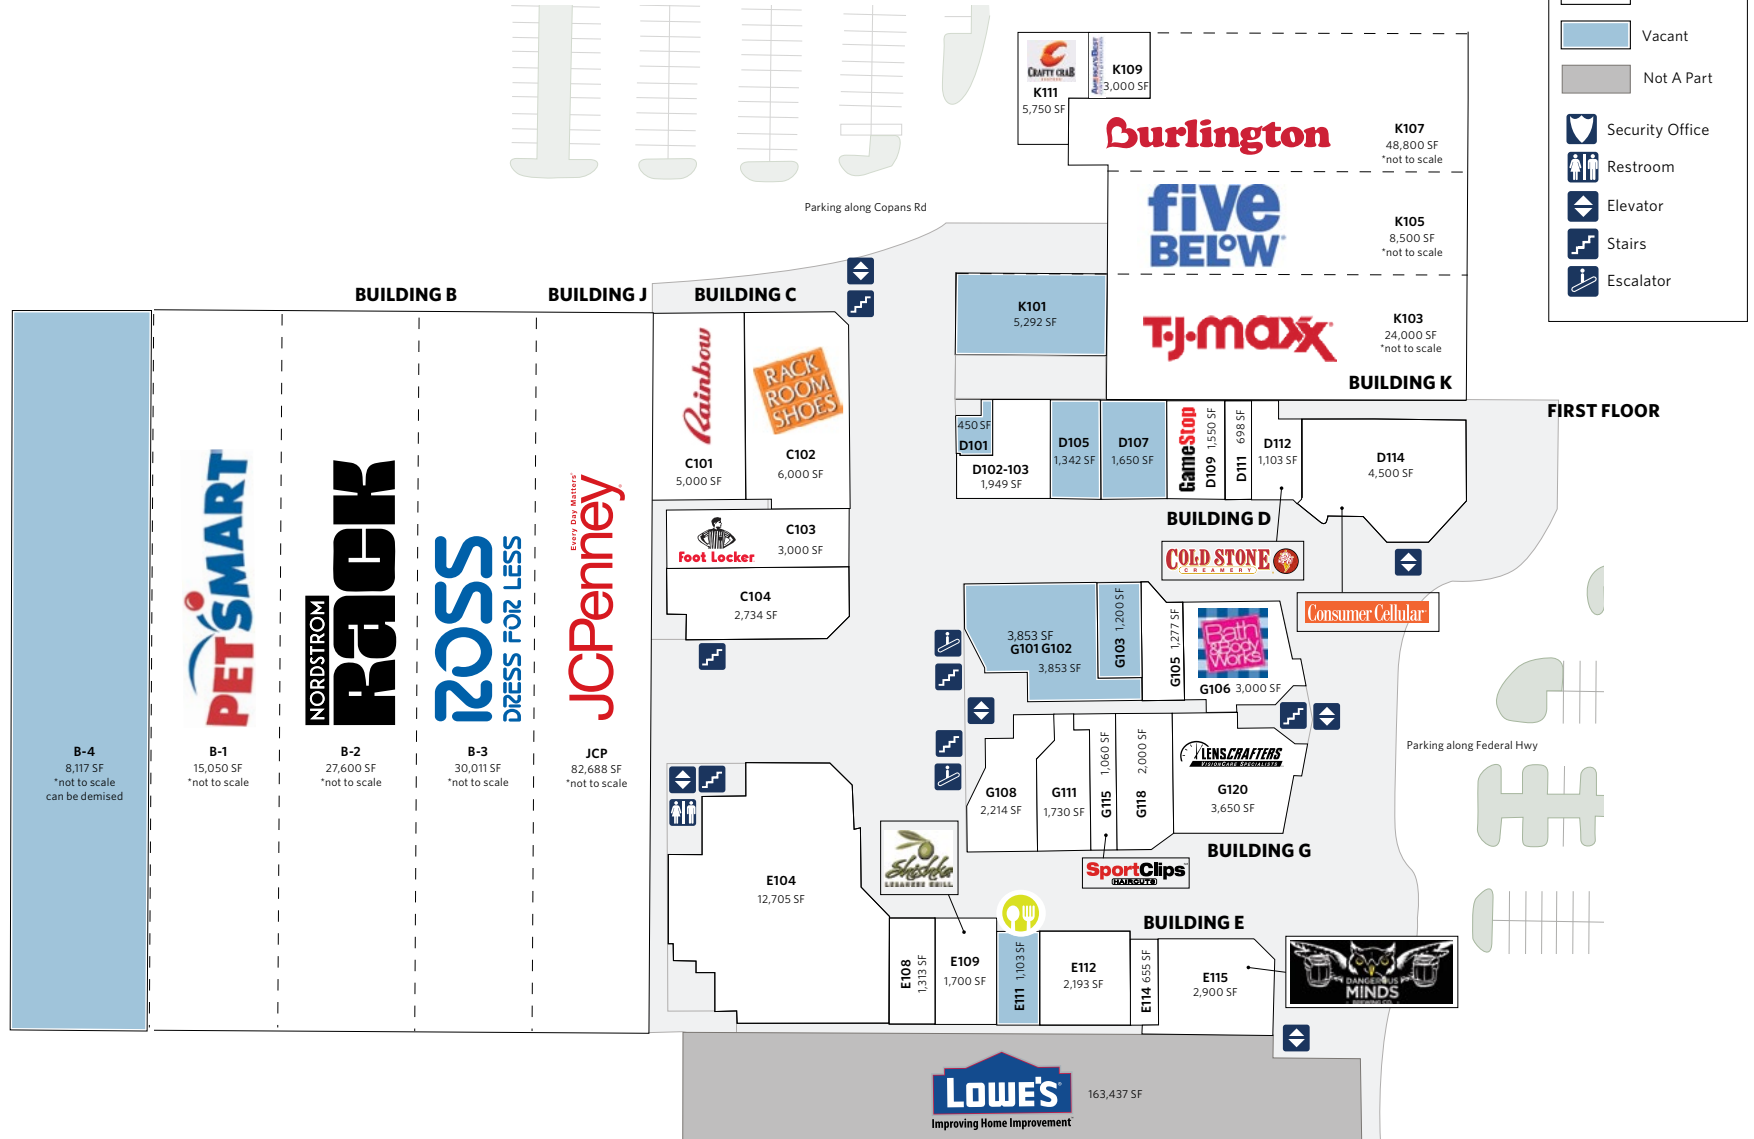 Vacant
Not A Part
Security Office
Restroom
Elevator
Stairs
Escalator
CRAFTY CRAB
K111
5,750 SF
AMERICA'S BEST
K109
3,000 SF
Burlington
K107
48,800 SF
*not to scale
five
BELOW
K105
8,500 SF
*not to scale
Parking along Copans Rd
K101
5,292 SF
T.J.maxx
K103
24,000 SF
*not to scale
BUILDING K
FIRST FLOOR
BUILDING B
BUILDING J
BUILDING C
B-4
8,117 SF
*not to scale
can be demised
PETSMART
B-1
15,050 SF
*not to scale
NORDSTROM
Rack
B-2
27,600 SF
*not to scale
ROSS
DRESS FOR LESS
B-3
30,011 SF
*not to scale
Every Day Matters
JCPenney
JCP
82,688 SF
*not to scale
Rainbow
C101
5,000 SF
RACK
ROOM
SHOES
C102
6,000 SF
Foot Locker
C103
3,000 SF
C104
2,734 SF
450 SF
D101
D102-103
1,949 SF
D105
1,342 SF
D107
1,650 SF
GameStop
D109 1,550 SF
D111 698 SF
D112
1,103 SF
D114
4,500 SF
BUILDING D
COLD STONE
CREAMERY
Consumer Cellular
3,853 SF
G101 G102
3,853 SF
G103 1,200 SF
G105 1,277 SF
Bath
&Body
Works
G106 3,000 SF
G108
2,214 SF
G111
1,730 SF
G115 1,060 SF
G118 2,000 SF
LENSCRAFTERS
VISIONCARE SPECIALISTS
G120
3,650 SF
BUILDING G
SportClips
HAIRCUTS
Parking along Federal Hwy
E104
12,705 SF
Shishka
LEBANESE GRILL
BUILDING E
E108 1,313 SF
E109
1,700 SF
E111 1,103 SF
E112
2,193 SF
E114 655 SF
E115
2,900 SF
DANGEROUS
MINDS
BREWING CO.
LOWE'S
Improving Home Improvement
163,437 SF